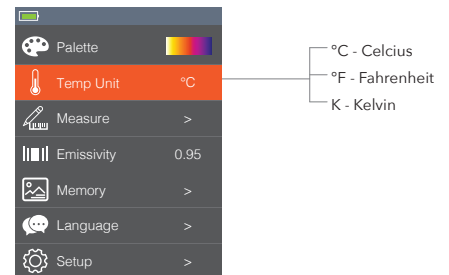 Palette
Temp Unit °C
Measure >
Emissivity 0.95
Memory >
Language >
Setup >
°C - Celcius
°F - Fahrenheit
K - Kelvin